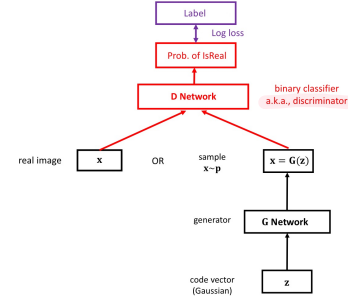 Label
Log loss
Prob. of IsReal
D Network
binary classifier
a.k.a., discriminator
real image
x
OR
sample
x~p
x = G(z)
generator
G Network
code vector
(Gaussian)
z